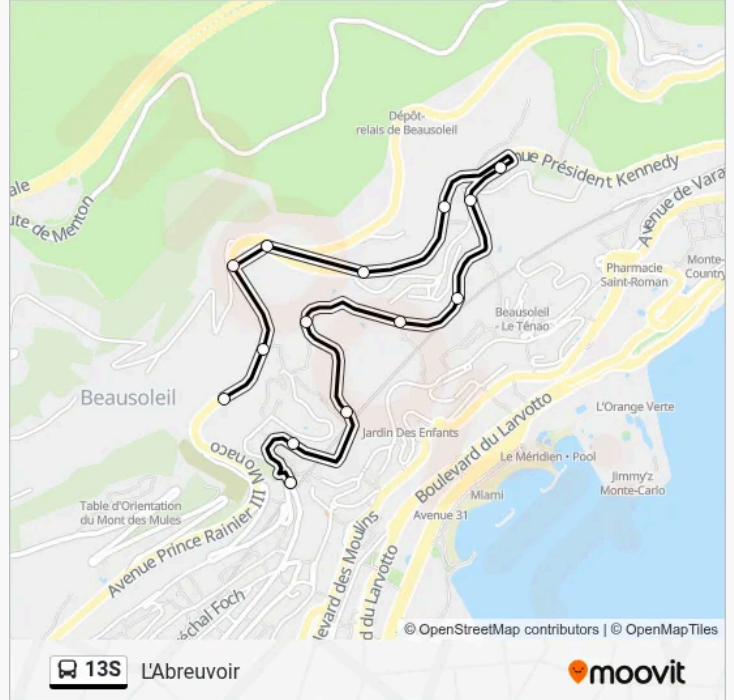 Dépôt-
relais de Beausoleil
nue Président Kennedy
ale
ute de Menton
Avenue de Vara
Pharmacie
Saint-Roman
Monte-
Country
Beausoleil
- Le Ténao
Beausoleil
L'Orange Verte
Jardin Des Enfants
Boulevard du Larvotto
Le Méridien • Pool
Jimmy'z
Monte-Carlo
Miami
Avenue 31
Table d'Orientation
du Mont des Mules
Avenue Prince Rainier III Monaco
échal Foch
levard des Moulins
d du Larvotto
© OpenStreetMap contributors | © OpenMapTiles
13S L'Abreuvoir
moovit